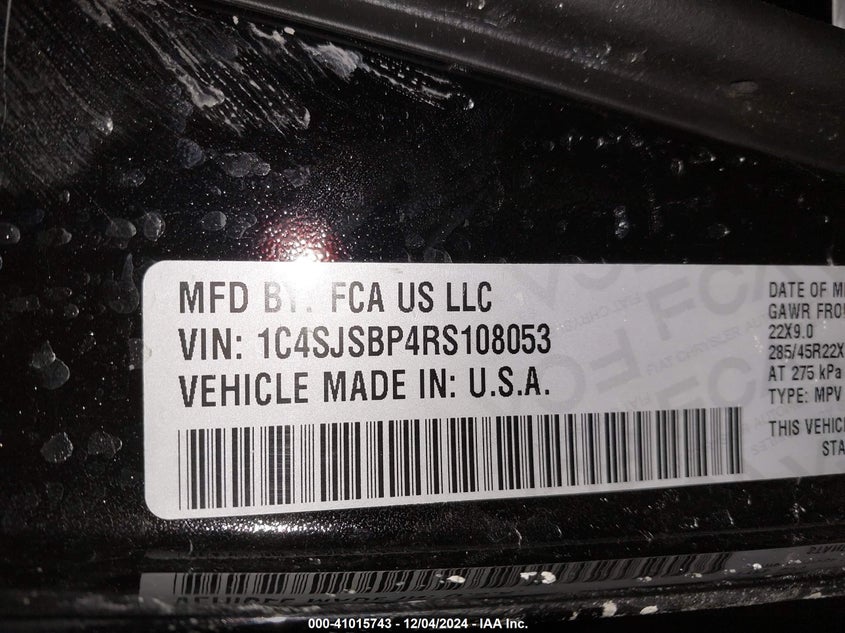 MFD BY: FCA US LLC
VIN: 1C4SJSBP4RS108053
VEHICLE MADE IN: U.S.A.
DATE OF M
GAWR FRO
22X9.0
285/45R22X
AT 275 kPa
TYPE: MPV
THIS VEHIC
STA
FCA
000-41015743 - 12/04/2024 - IAA Inc.